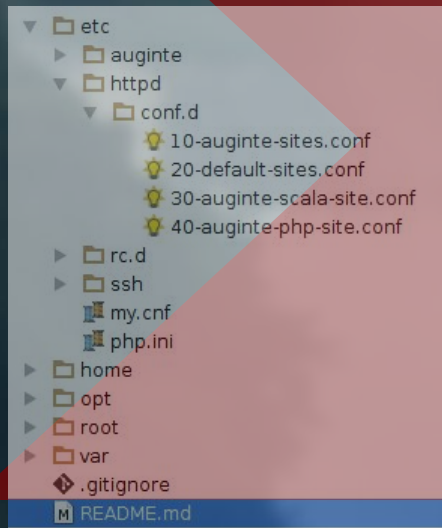 etc
auginte
httpd
conf.d
10-auginte-sites.conf
20-default-sites.conf
30-auginte-scala-site.conf
40-auginte-php-site.conf
rc.d
ssh
my.cnf
php.ini
home
opt
root
var
.gitignore
M README.md